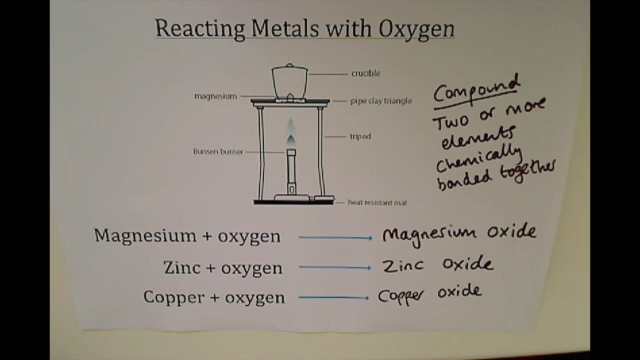 Reacting Metals with Oxygen
crucible
magnesium
pipe clay triangle
tripod
Bunsen burner
heat resistant mat
Compound
Two or more
elements
chemically
bonded together
Magnesium + oxygen → Magnesium oxide
Zinc + oxygen → Zinc oxide
Copper + oxygen → Copper oxide